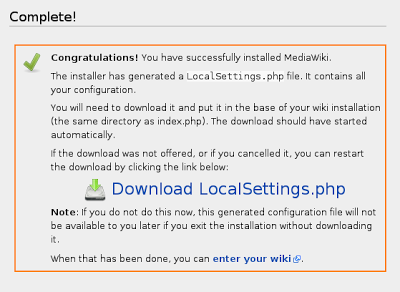 Complete!
Congratulations! You have successfully installed MediaWiki.
The installer has generated a LocalSettings.php file. It contains all
your configuration.
You will need to download it and put it in the base of your wiki installation
(the same directory as index.php). The download should have started
automatically.
If the download was not offered, or if you cancelled it, you can restart
the download by clicking the link below:
Download LocalSettings.php
Note: If you do not do this now, this generated configuration file will not
be available to you later if you exit the installation without downloading
it.
When that has been done, you can enter your wiki.